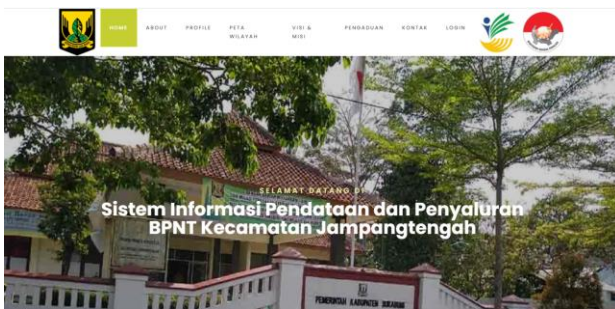 HOME ABOUT PROFILE PETA WILAYAH VISI & MISI PENGADUAN KONTAK LOGIN
SELAMAT DATANG DI
Sistem Informasi Pendataan dan Penyaluran
BPNT Kecamatan Jampangtengah
PEMERINTAH KABUPATEN SUKABUMI